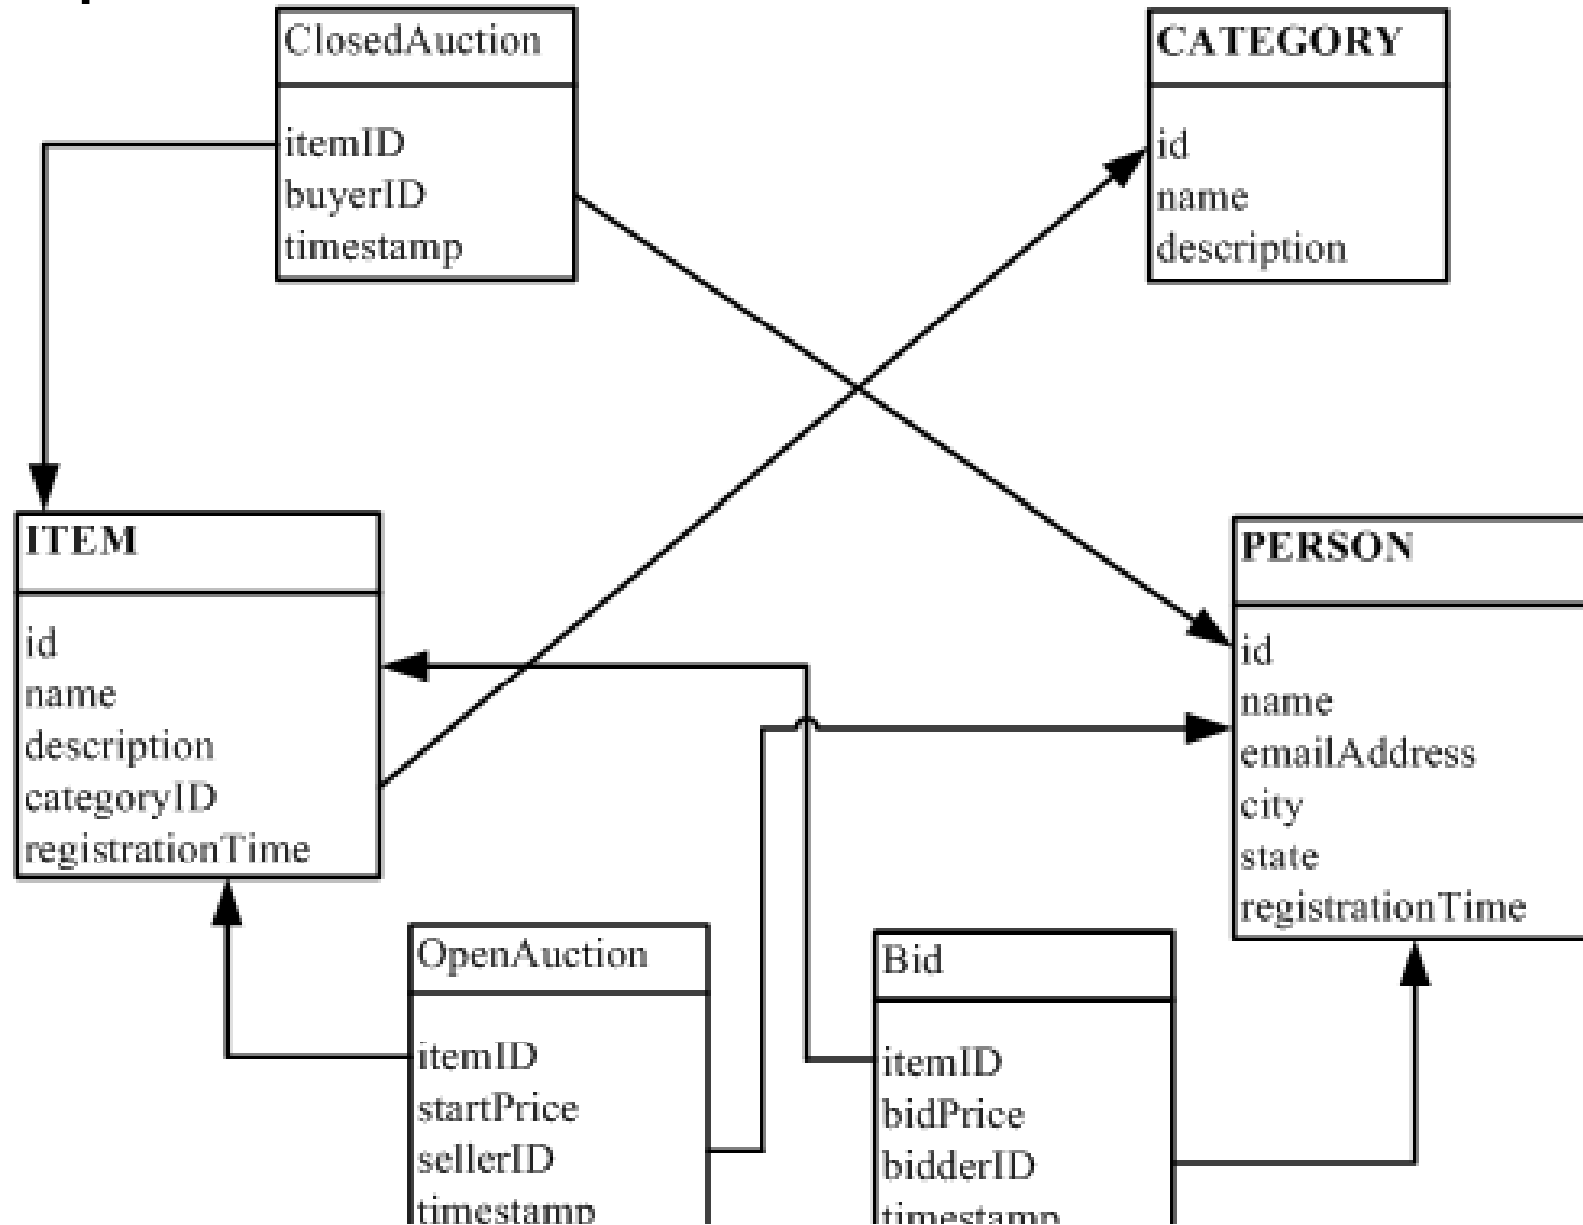 ClosedAuction
itemID
buyerID
timestamp
CATEGORY
id
name
description
ITEM
id
name
description
categoryID
registrationTime
PERSON
id
name
emailAddress
city
state
registrationTime
OpenAuction
itemID
startPrice
sellerID
timestamp
Bid
itemID
bidPrice
bidderID
timestamp